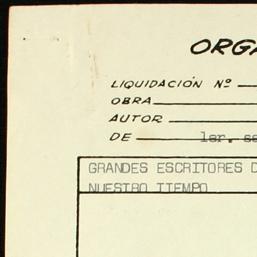 ORGA
LIQUIDACIÓN Nº
OBRA
AUTOR
DE 1er. se
GRANDES ESCRITORES D
NUESTRO TIEMPO